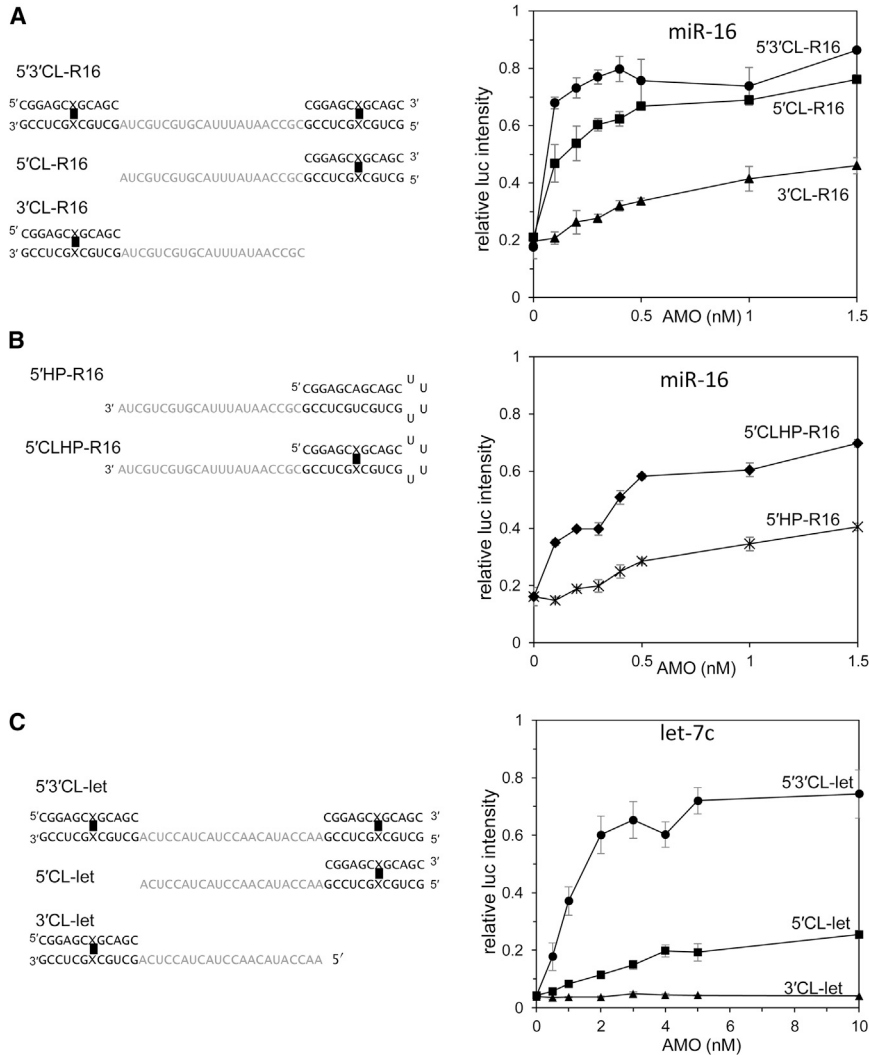 A
5′3′CL-R16
5′CGGAGCXGCAGC CGGAGCXGCAGC 3′
3′GCCUCGXCGUCGAUCGUCGUGCAUUUAUAACCGCGCCUCGXCGUCG 5′
5′CL-R16
CGGAGCXGCAGC 3′
AUCGUCGUGCAUUUAUAACCGCGCCUCGXCGUCG 5′
3′CL-R16
5′ CGGAGCXGCAGC
3′ GCCUCGXCGUCGAUCGUCGUGCAUUUAUAACCGC
miR-16
relative luc intensity
1
0.8
0.6
0.4
0.2
0
5′3′CL-R16
5′CL-R16
3′CL-R16
0 0.5 1 1.5
AMO (nM)
B
5′HP-R16
5′ CGGAGCAGCAGC U U
3′ AUCGUCGUGCAUUUAUAACCGCGCCUCGUCGUCG U U
5′CLHP-R16
5′ CGGAGCXGCAGC U U
3′ AUCGUCGUGCAUUUAUAACCGCGCCUCGXCGUCG U U
miR-16
relative luc intensity
1
0.8
0.6
0.4
0.2
0
5′CLHP-R16
5′HP-R16
0 0.5 1 1.5
AMO (nM)
C
5′3′CL-let
5′CGGAGCXGCAGC CGGAGCXGCAGC 3′
3′GCCUCGXCGUCGACUCCAUCAUCCAACAUACCAAGCCUCGXCGUCG 5′
5′CL-let
CGGAGCXGCAGC 3′
ACUCCAUCAUCCAACAUACCAAGCCUCGXCGUCG 5′
3′CL-let
5′CGGAGCXGCAGC
3′GCCUCGXCGUCGACUCCAUCAUCCAACAUACCAA 5′
let-7c
relative luc intensity
1
0.8
0.6
0.4
0.2
0
5′3′CL-let
5′CL-let
3′CL-let
0 2 4 6 8 10
AMO (nM)